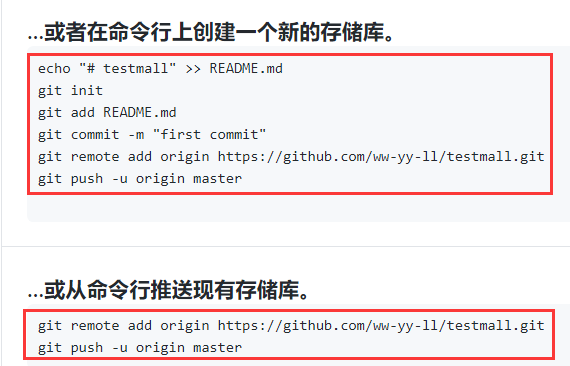 ...或者在命令行上创建一个新的存储库。
echo "# testmall" >> README.md
git init
git add README.md
git commit -m "first commit"
git remote add origin https://github.com/ww-yy-ll/testmall.git
git push -u origin master
...或从命令行推送现有存储库。
git remote add origin https://github.com/ww-yy-ll/testmall.git
git push -u origin master